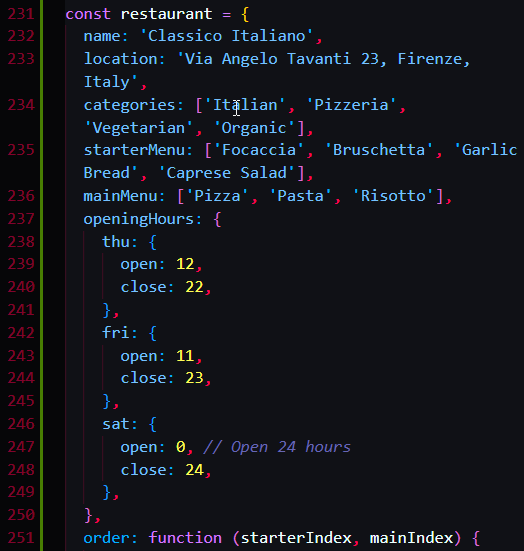 231 const restaurant = {
232 name: 'Classico Italiano',
233 location: 'Via Angelo Tavanti 23, Firenze,
Italy',
234 categories: ['Italian', 'Pizzeria',
'Vegetarian', 'Organic'],
235 starterMenu: ['Focaccia', 'Bruschetta', 'Garlic
Bread', 'Caprese Salad'],
236 mainMenu: ['Pizza', 'Pasta', 'Risotto'],
237 openingHours: {
238 thu: {
239 open: 12,
240 close: 22,
241 },
242 fri: {
243 open: 11,
244 close: 23,
245 },
246 sat: {
247 open: 0, // Open 24 hours
248 close: 24,
249 },
250 },
251 order: function (starterIndex, mainIndex) {